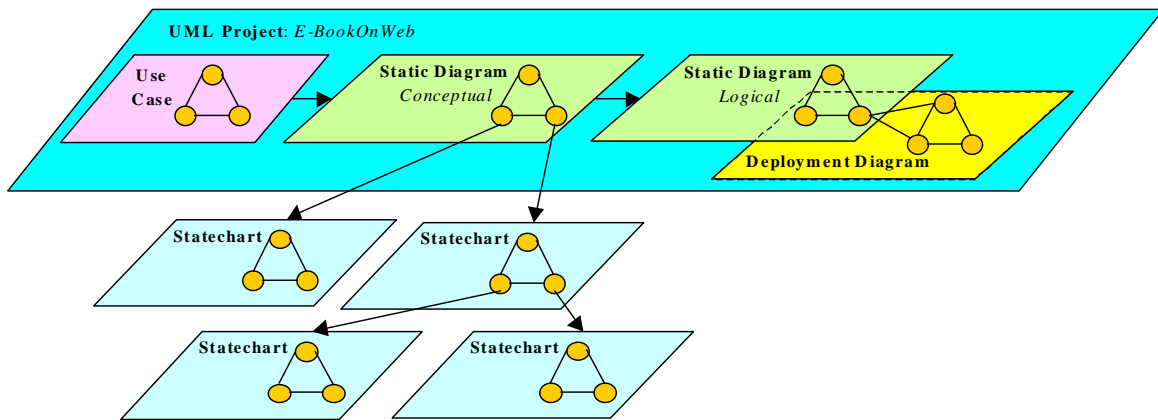 UML Project: E-BookOnWeb
Use
Case
Static Diagram
Conceptual
Static Diagram
Logical
Deployment Diagram
Statechart
Statechart
Statechart
Statechart